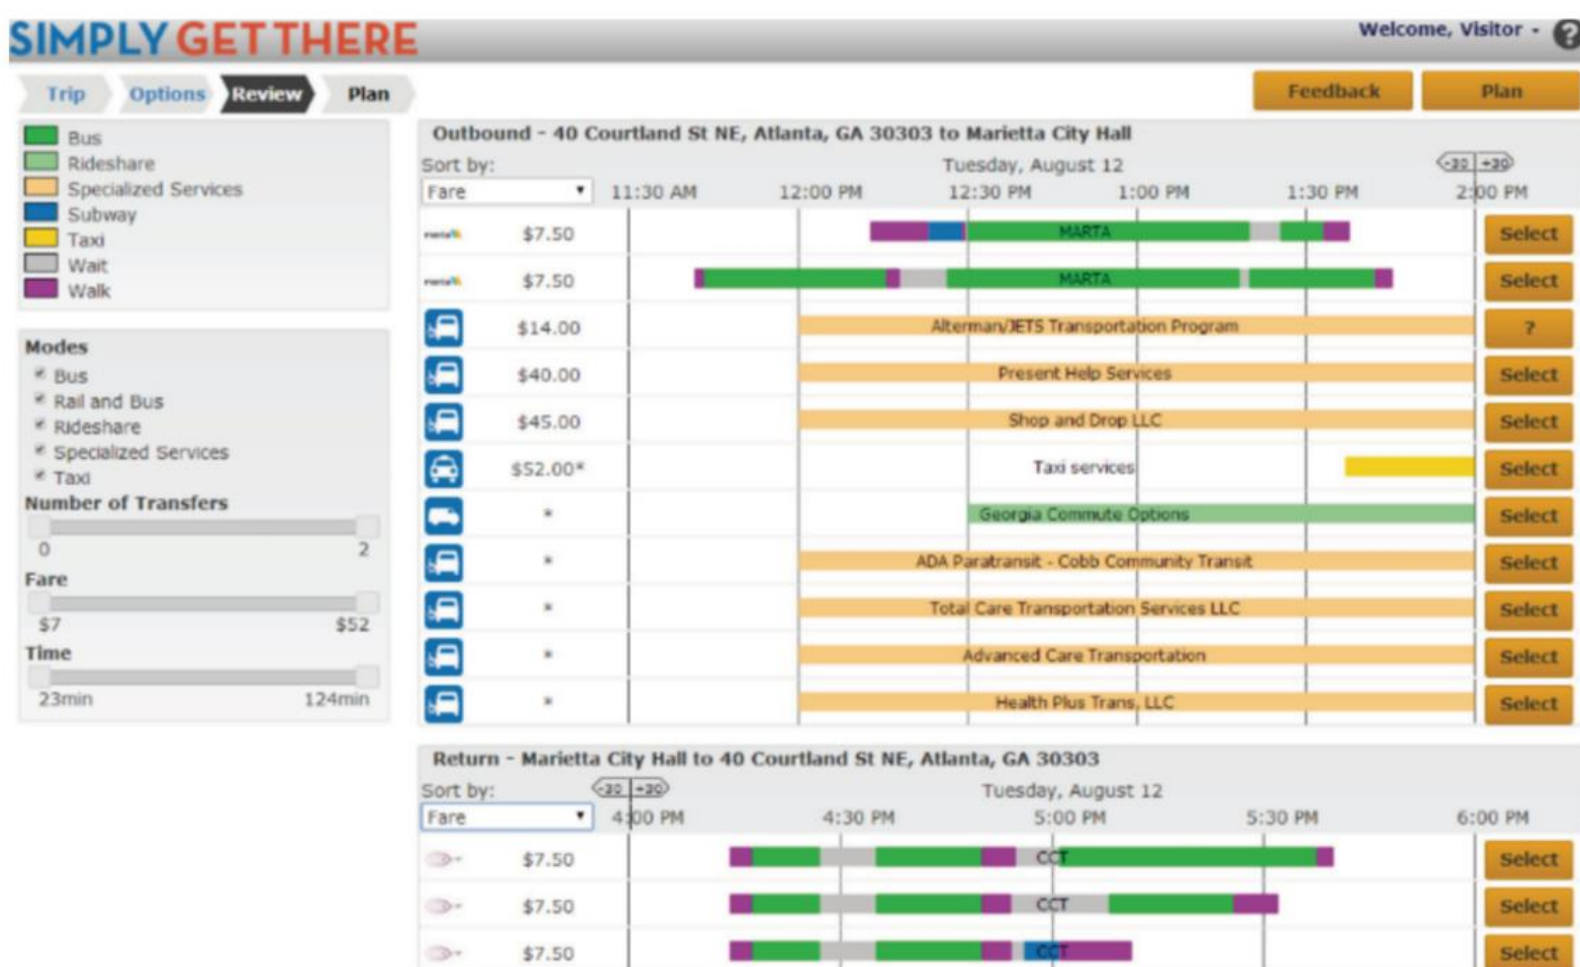 SIMPLY GET THERE
Welcome, Visitor
?
Trip Options Review Plan
Feedback Plan
Bus
Rideshare
Specialized Services
Subway
Taxi
Wait
Walk
Modes
Bus
Rail and Bus
Rideshare
Specialized Services
Taxi
Number of Transfers
0 2
Fare
$7 $52
Time
23min 124min
Outbound - 40 Courtland St NE, Atlanta, GA 30303 to Marietta City Hall
Sort by: Tuesday, August 12 -30 +30
Fare 11:30 AM 12:00 PM 12:30 PM 1:00 PM 1:30 PM 2:00 PM
marta $7.50 MARTA Select
marta $7.50 MARTA Select
$14.00 Alterman/JETS Transportation Program ?
$40.00 Present Help Services Select
$45.00 Shop and Drop LLC Select
$52.00* Taxi services Select
* Georgia Commute Options Select
* ADA Paratransit - Cobb Community Transit Select
* Total Care Transportation Services LLC Select
* Advanced Care Transportation Select
* Health Plus Trans, LLC Select
Return - Marietta City Hall to 40 Courtland St NE, Atlanta, GA 30303
Sort by: -30 +30 Tuesday, August 12
Fare 4:00 PM 4:30 PM 5:00 PM 5:30 PM 6:00 PM
$7.50 CCT Select
$7.50 CCT Select
$7.50 CCT Select